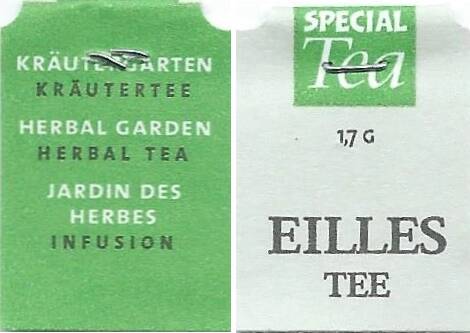 KRÄUTERGARTEN
KRÄUTERTEE
HERBAL GARDEN
HERBAL TEA
JARDIN DES
HERBES
INFUSION
SPECIAL
Tea
1,7 G
EILLES
TEE